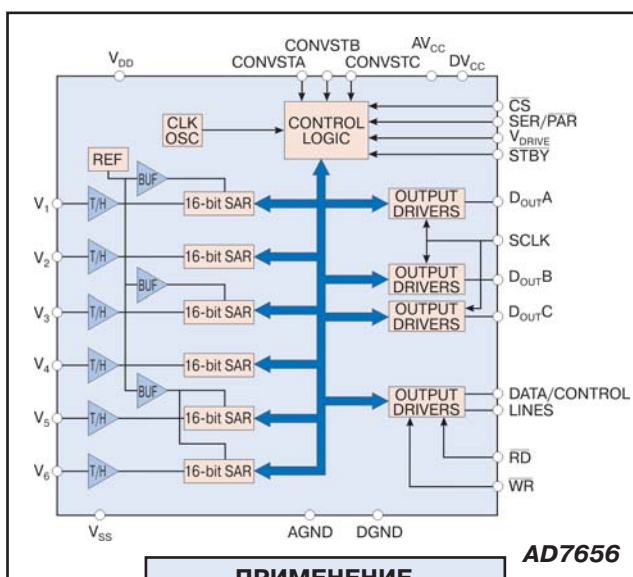 CONVSTB
CONVSTA
CONVSTC
AVCC
DVCC
VDD
CLK
OSC
CONTROL
LOGIC
CS
SER/PAR
VDRIVE
STBY
REF
BUF
V1
T/H
16-bit SAR
OUTPUT
DRIVERS
DOUTA
SCLK
V2
T/H
16-bit SAR
OUTPUT
DRIVERS
DOUTB
BUF
V3
T/H
16-bit SAR
OUTPUT
DRIVERS
DOUTC
V4
T/H
16-bit SAR
BUF
OUTPUT
DRIVERS
DATA/CONTROL
LINES
V5
T/H
16-bit SAR
RD
V6
T/H
16-bit SAR
WR
VSS
AGND
DGND
AD7656
ПРИМЕНЕНИЕ